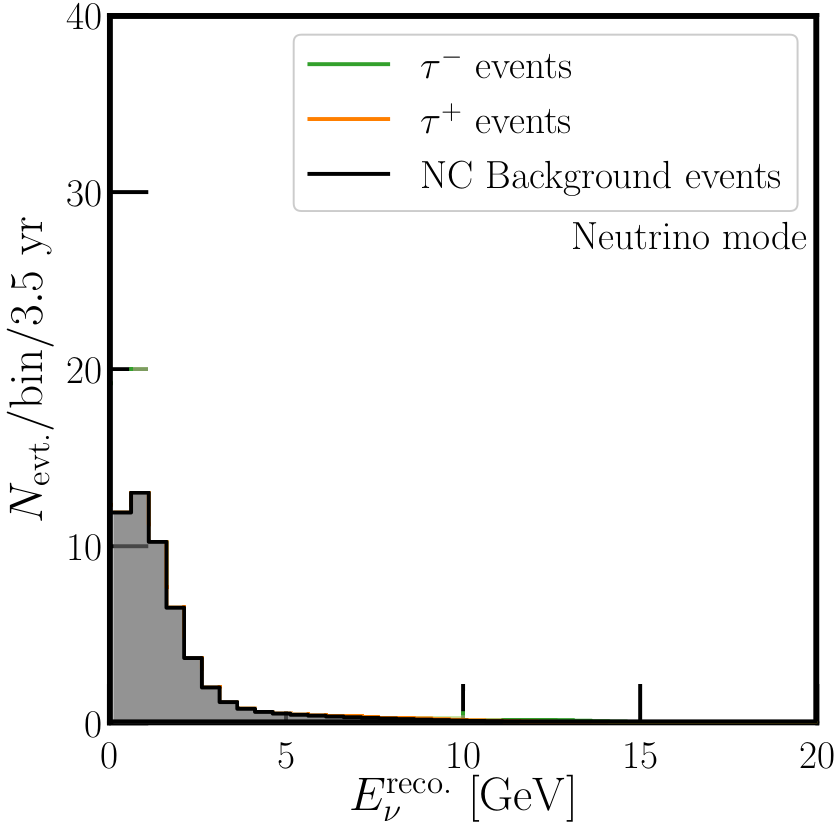 40
τ⁻ events
τ⁺ events
30
NC Background events
Neutrino mode
N_evt./bin/3.5 yr
20
10
0
0 5 10 15 20
E_ν^reco. [GeV]